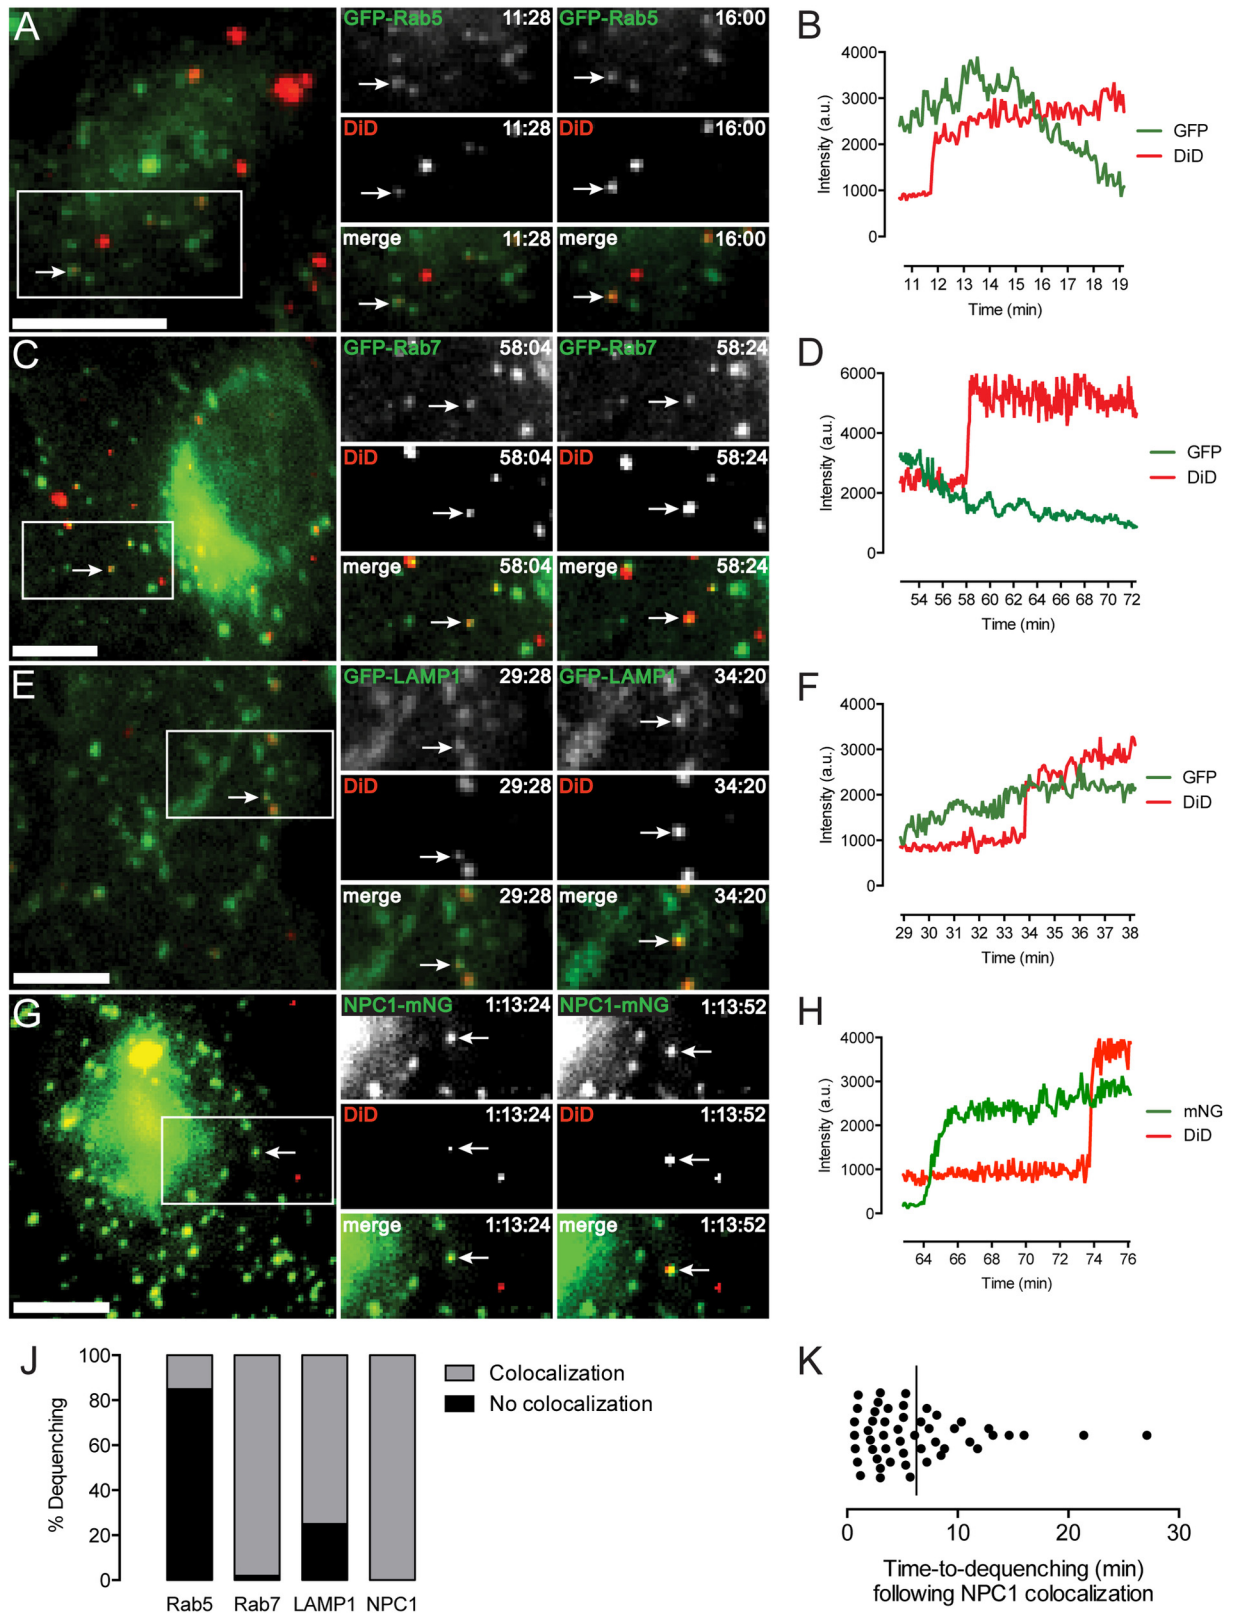 A
GFP-Rab5 11:28
GFP-Rab5 16:00
DiD 11:28
DiD 16:00
merge 11:28
merge 16:00
B
4000
3000
2000
1000
0
Intensity (a.u.)
GFP
DiD
11 12 13 14 15 16 17 18 19
Time (min)
C
GFP-Rab7 58:04
GFP-Rab7 58:24
DiD 58:04
DiD 58:24
merge 58:04
merge 58:24
D
6000
4000
2000
0
Intensity (a.u.)
GFP
DiD
54 56 58 60 62 64 66 68 70 72
Time (min)
E
GFP-LAMP1 29:28
GFP-LAMP1 34:20
DiD 29:28
DiD 34:20
merge 29:28
merge 34:20
F
4000
3000
2000
1000
0
Intensity (a.u.)
GFP
DiD
29 30 31 32 33 34 35 36 37 38
Time (min)
G
NPC1-mNG 1:13:24
NPC1-mNG 1:13:52
DiD 1:13:24
DiD 1:13:52
merge 1:13:24
merge 1:13:52
H
4000
3000
2000
1000
0
Intensity (a.u.)
mNG
DiD
64 66 68 70 72 74 76
Time (min)
J
100
80
60
40
20
0
% Dequenching
Rab5 Rab7 LAMP1 NPC1
Colocalization
No colocalization
K
0 10 20 30
Time-to-dequenching (min)
following NPC1 colocalization